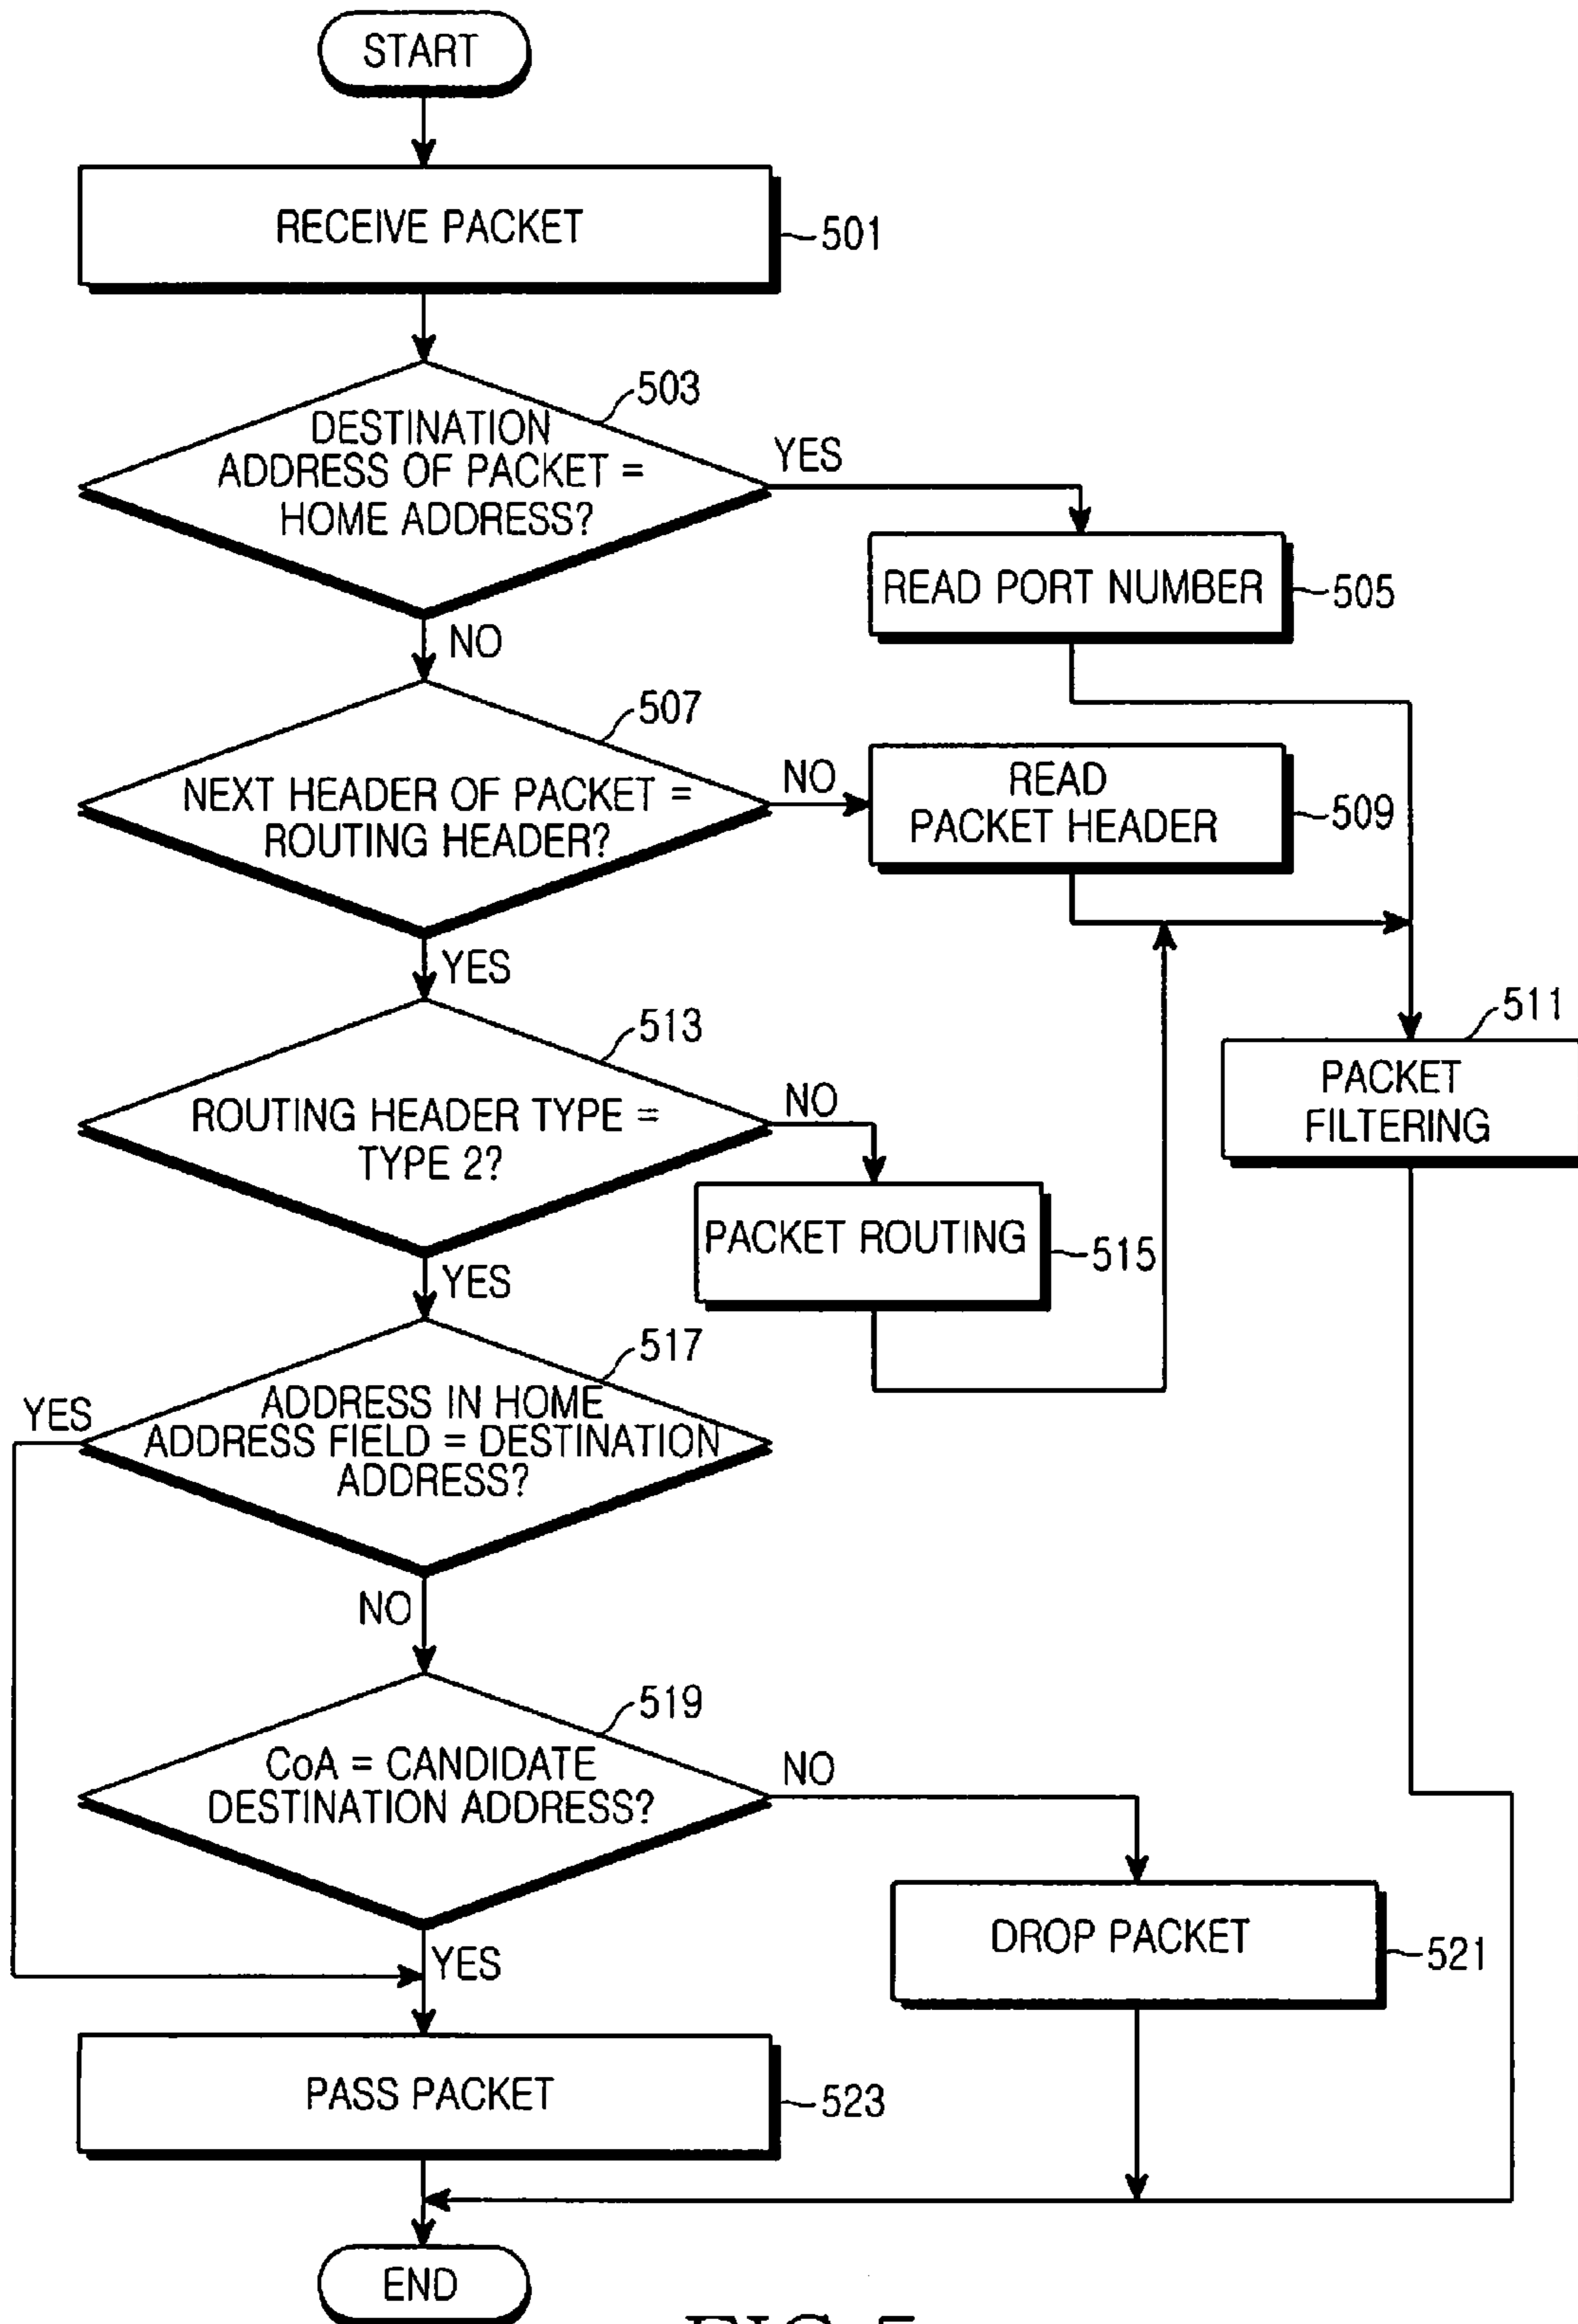 START
RECEIVE PACKET
501
503
DESTINATION
ADDRESS OF PACKET =
HOME ADDRESS?
YES
READ PORT NUMBER
505
NO
507
NEXT HEADER OF PACKET =
ROUTING HEADER?
NO
READ
PACKET HEADER
509
YES
511
PACKET
FILTERING
513
ROUTING HEADER TYPE =
TYPE 2?
NO
PACKET ROUTING
515
YES
517
ADDRESS IN HOME
ADDRESS FIELD = DESTINATION
ADDRESS?
YES
NO
519
CoA = CANDIDATE
DESTINATION ADDRESS?
NO
DROP PACKET
521
YES
PASS PACKET
523
END
FIG.5